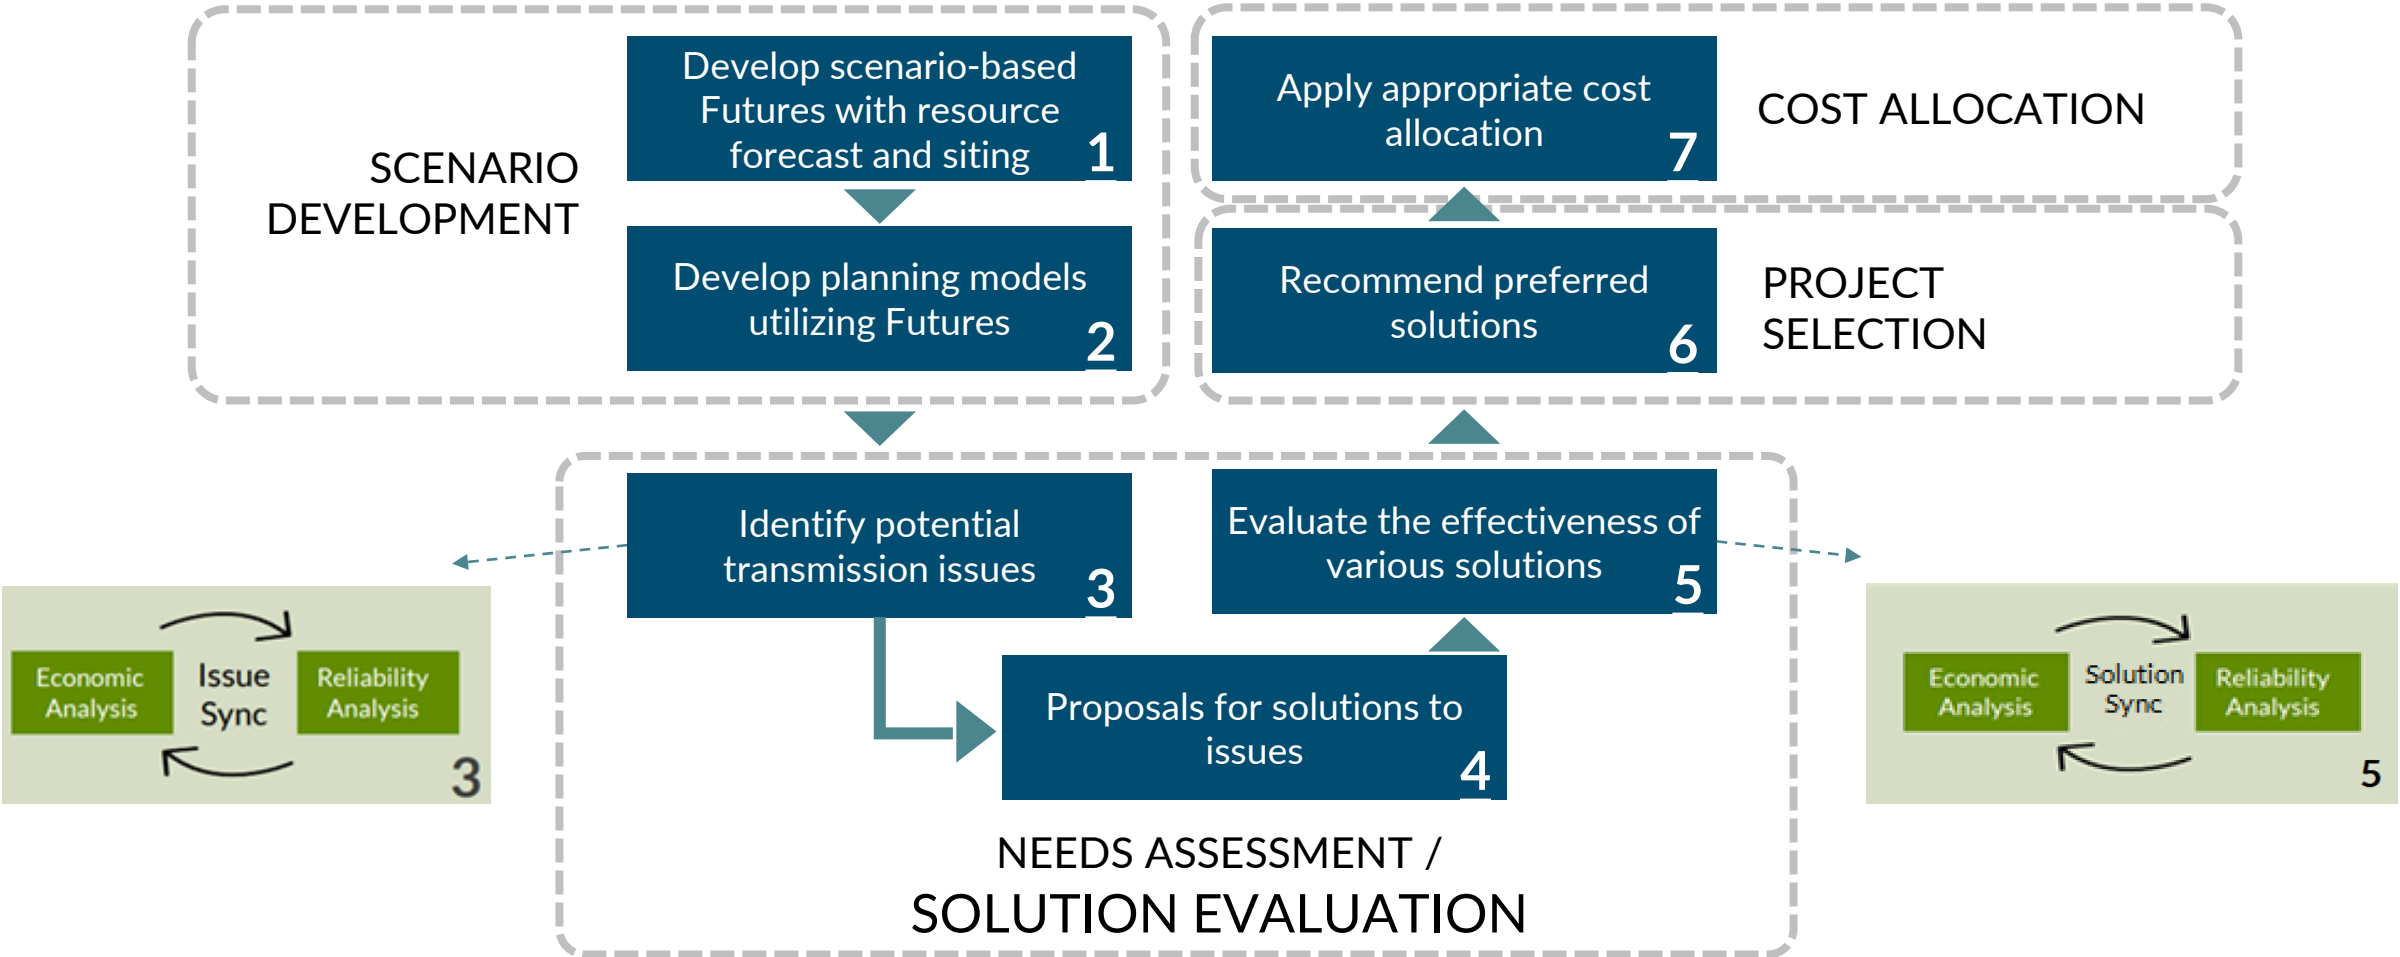 SCENARIO
DEVELOPMENT
Develop scenario-based
Futures with resource
forecast and siting
1
Develop planning models
utilizing Futures
2
Identify potential
transmission issues
3
Economic
Analysis
Issue
Sync
Reliability
Analysis
3
Proposals for solutions to
issues
4
Evaluate the effectiveness of
various solutions
5
Economic
Analysis
Solution
Sync
Reliability
Analysis
5
NEEDS ASSESSMENT /
SOLUTION EVALUATION
Recommend preferred
solutions
6
PROJECT
SELECTION
Apply appropriate cost
allocation
7
COST ALLOCATION